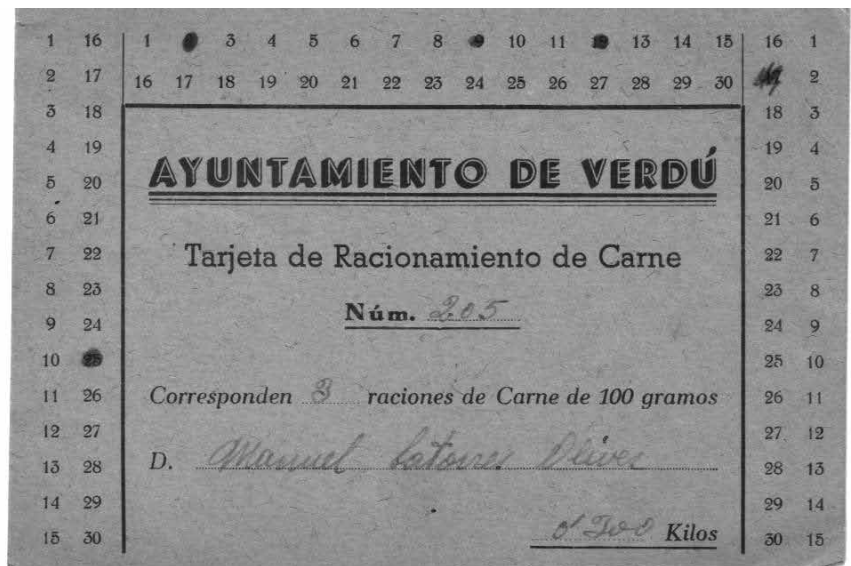 1 16 1 3 4 5 6 7 8 10 11 13 14 15 16 1
2 17 16 17 18 19 20 21 22 23 24 25 26 27 28 29 30 2
3 18 18 3
4 19 19 4
AYUNTAMIENTO DE VERDÚ
5 20 20 5
6 21 21 6
7 22 Tarjeta de Racionamiento de Carne 22 7
8 23 23 8
Núm. 205
9 24 24 9
10 25 25 10
11 26 Corresponden 3 raciones de Carne de 100 gramos 26 11
12 27 27 12
13 28 D. Manuel Latorre Oliver 28 13
14 29 29 14
15 30 0'300 Kilos 30 15